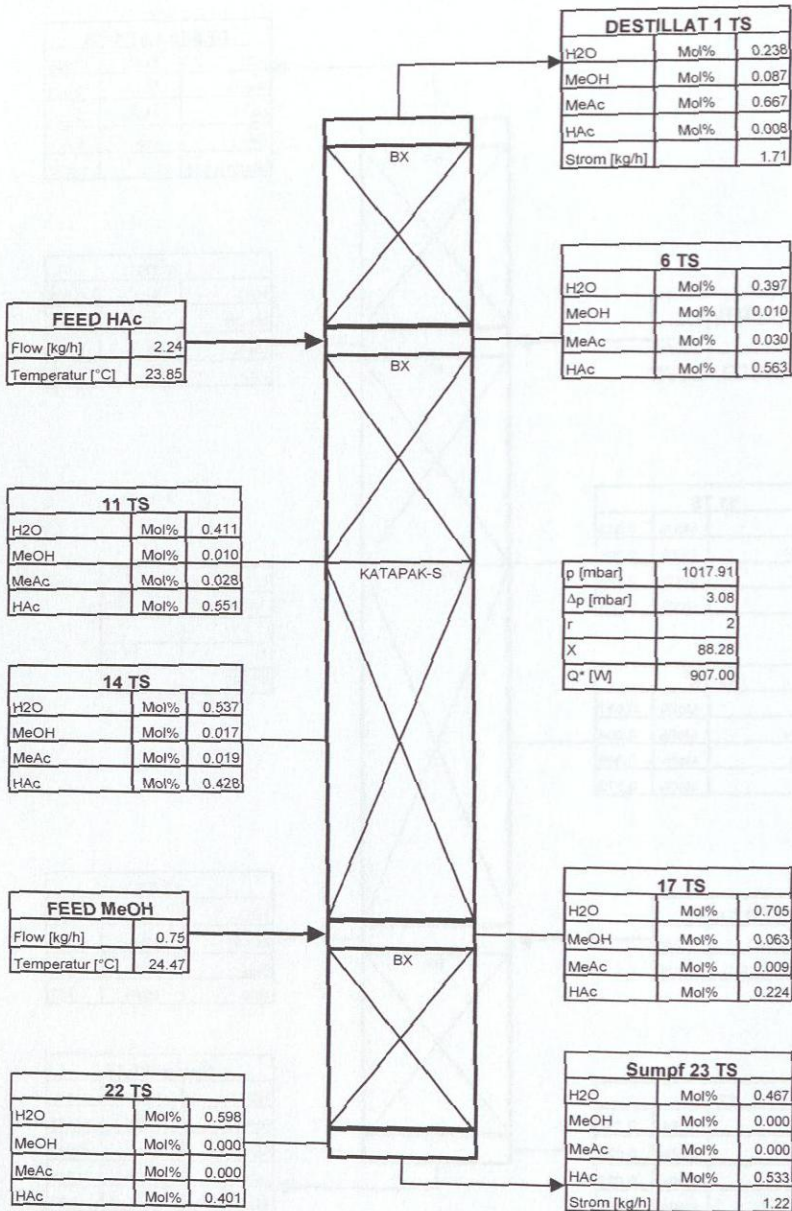 DESTILLAT 1 TS
H2O Mol% 0.238
MeOH Mol% 0.087
MeAc Mol% 0.667
HAc Mol% 0.008
Strom [kg/h] 1.71
BX
6 TS
H2O Mol% 0.397
MeOH Mol% 0.010
MeAc Mol% 0.030
HAc Mol% 0.563
FEED HAc
Flow [kg/h] 2.24
Temperatur [°C] 23.85
BX
11 TS
H2O Mol% 0.411
MeOH Mol% 0.010
MeAc Mol% 0.028
HAc Mol% 0.551
KATAPAK-S
p [mbar] 1017.91
Δp [mbar] 3.08
r 2
X 88.28
Q* [W] 907.00
14 TS
H2O Mol% 0.537
MeOH Mol% 0.017
MeAc Mol% 0.019
HAc Mol% 0.428
17 TS
H2O Mol% 0.705
MeOH Mol% 0.063
MeAc Mol% 0.009
HAc Mol% 0.224
FEED MeOH
Flow [kg/h] 0.75
Temperatur [°C] 24.47
BX
22 TS
H2O Mol% 0.598
MeOH Mol% 0.000
MeAc Mol% 0.000
HAc Mol% 0.401
Sumpf 23 TS
H2O Mol% 0.467
MeOH Mol% 0.000
MeAc Mol% 0.000
HAc Mol% 0.533
Strom [kg/h] 1.22